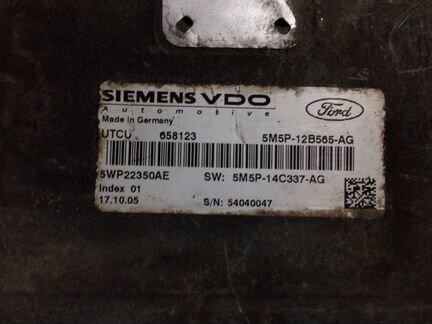 SIEMENS VDO
Automotive
Ford
Made in Germany
UTCU 658123 5M5P-12B565-AG
5WP22350AE SW: 5M5P-14C337-AG
Index 01
17.10.05 S/N: 54040047